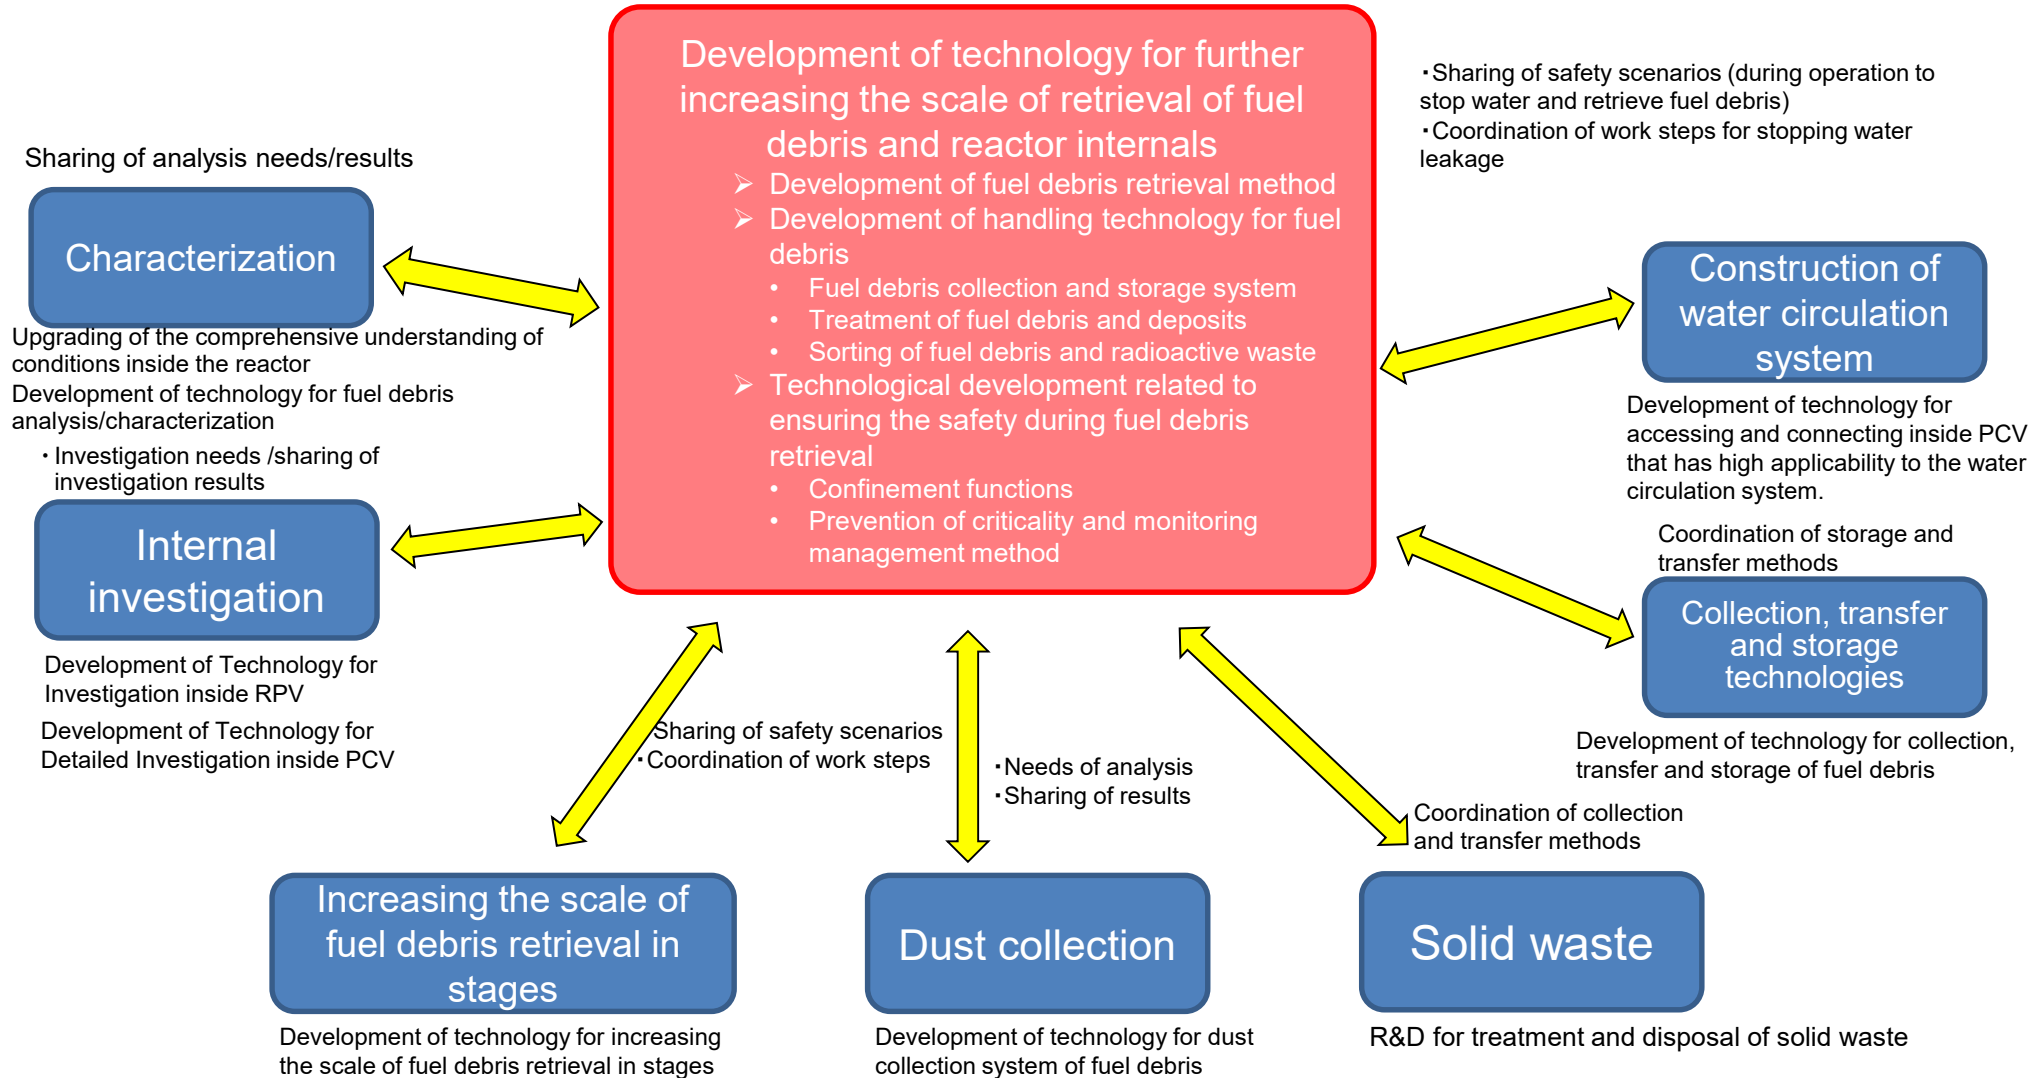 Development of technology for further
increasing the scale of retrieval of fuel
debris and reactor internals
➢ Development of fuel debris retrieval method
➢ Development of handling technology for fuel
debris
• Fuel debris collection and storage system
• Treatment of fuel debris and deposits
• Sorting of fuel debris and radioactive waste
➢ Technological development related to
ensuring the safety during fuel debris
retrieval
• Confinement functions
• Prevention of criticality and monitoring
management method
Sharing of analysis needs/results
Characterization
Upgrading of the comprehensive understanding of
conditions inside the reactor
Development of technology for fuel debris
analysis/characterization
・Investigation needs /sharing of
investigation results
Internal
investigation
Development of Technology for
Investigation inside RPV
Development of Technology for
Detailed Investigation inside PCV
・Sharing of safety scenarios (during operation to
stop water and retrieve fuel debris)
・Coordination of work steps for stopping water
leakage
Construction of
water circulation
system
Development of technology for
accessing and connecting inside PCV
that has high applicability to the water
circulation system.
Coordination of storage and
transfer methods
Collection, transfer
and storage
technologies
Development of technology for collection,
transfer and storage of fuel debris
Sharing of safety scenarios
・Coordination of work steps
Increasing the scale of
fuel debris retrieval in
stages
Development of technology for increasing
the scale of fuel debris retrieval in stages
・Needs of analysis
・Sharing of results
Dust collection
Development of technology for dust
collection system of fuel debris
Coordination of collection
and transfer methods
Solid waste
R&D for treatment and disposal of solid waste